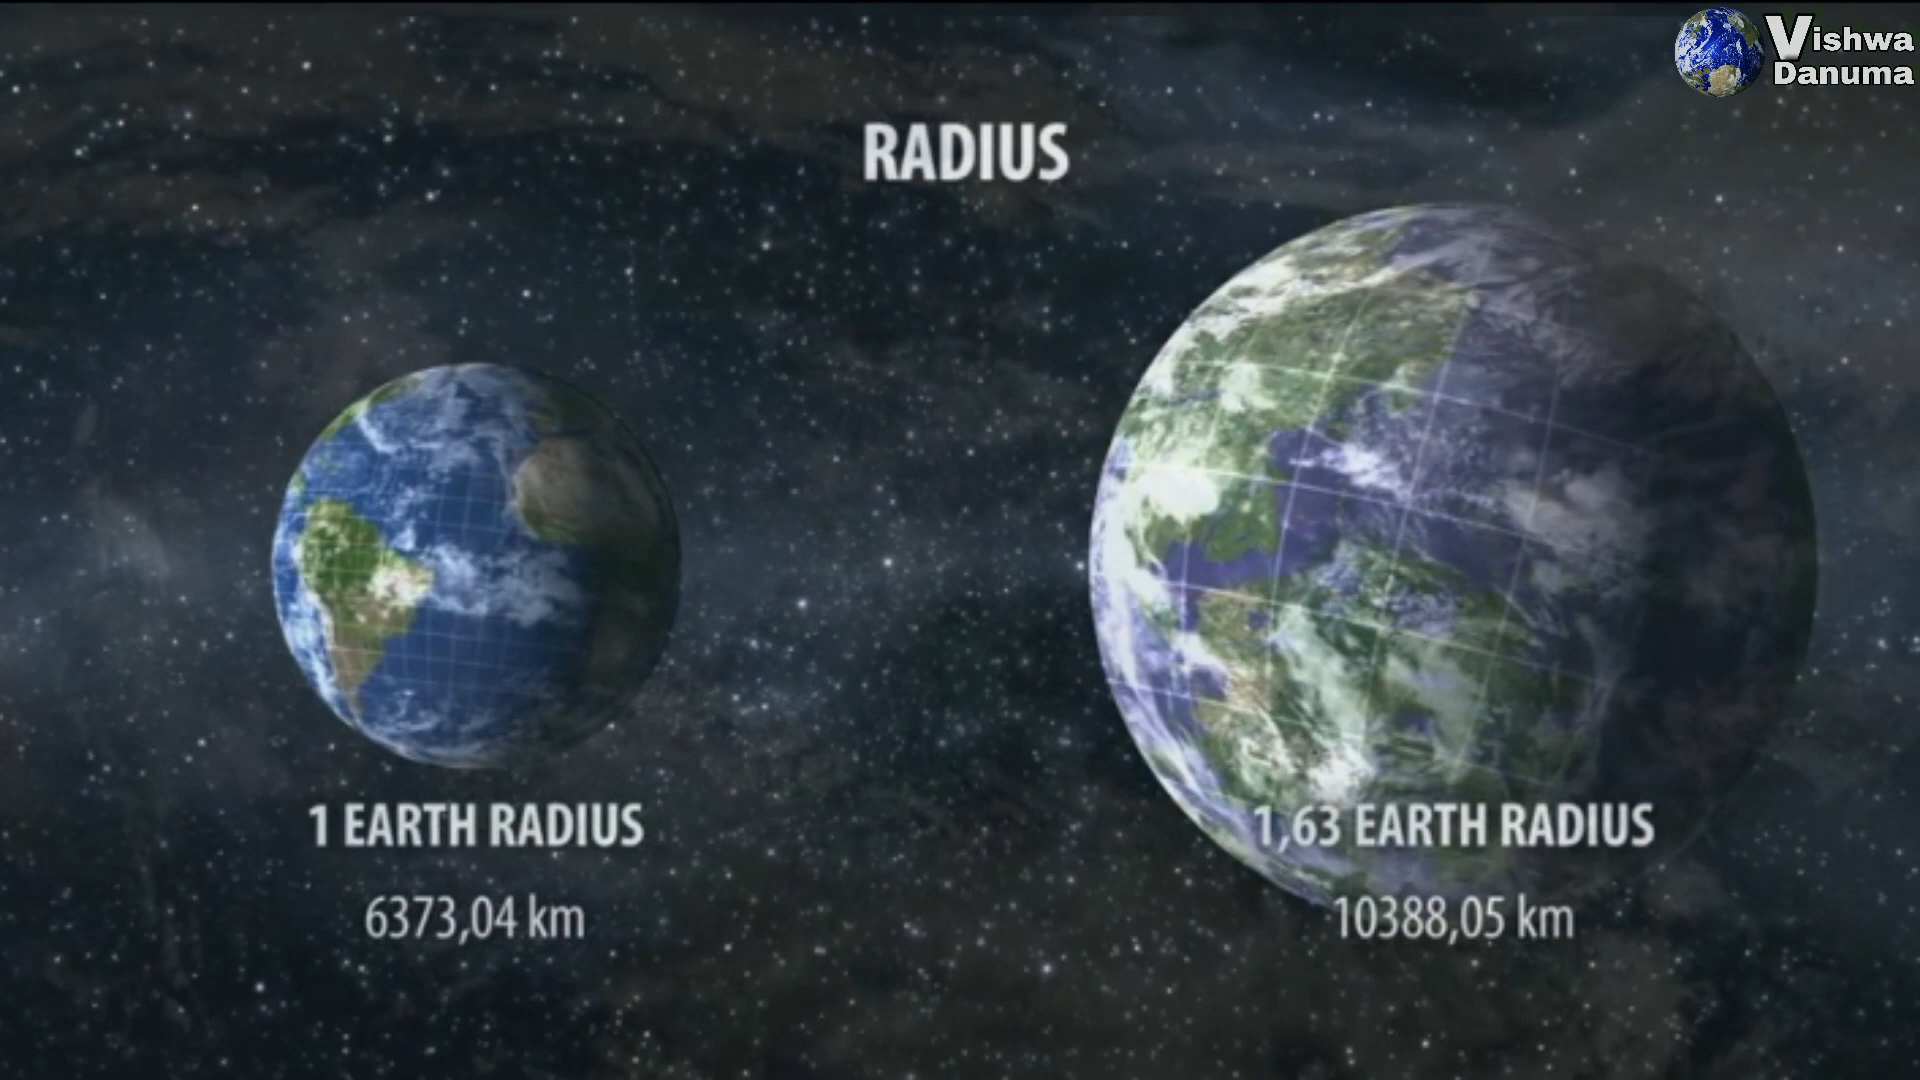 Vishwa
Danuma
RADIUS
1 EARTH RADIUS
6373,04 km
1,63 EARTH RADIUS
10388,05 km